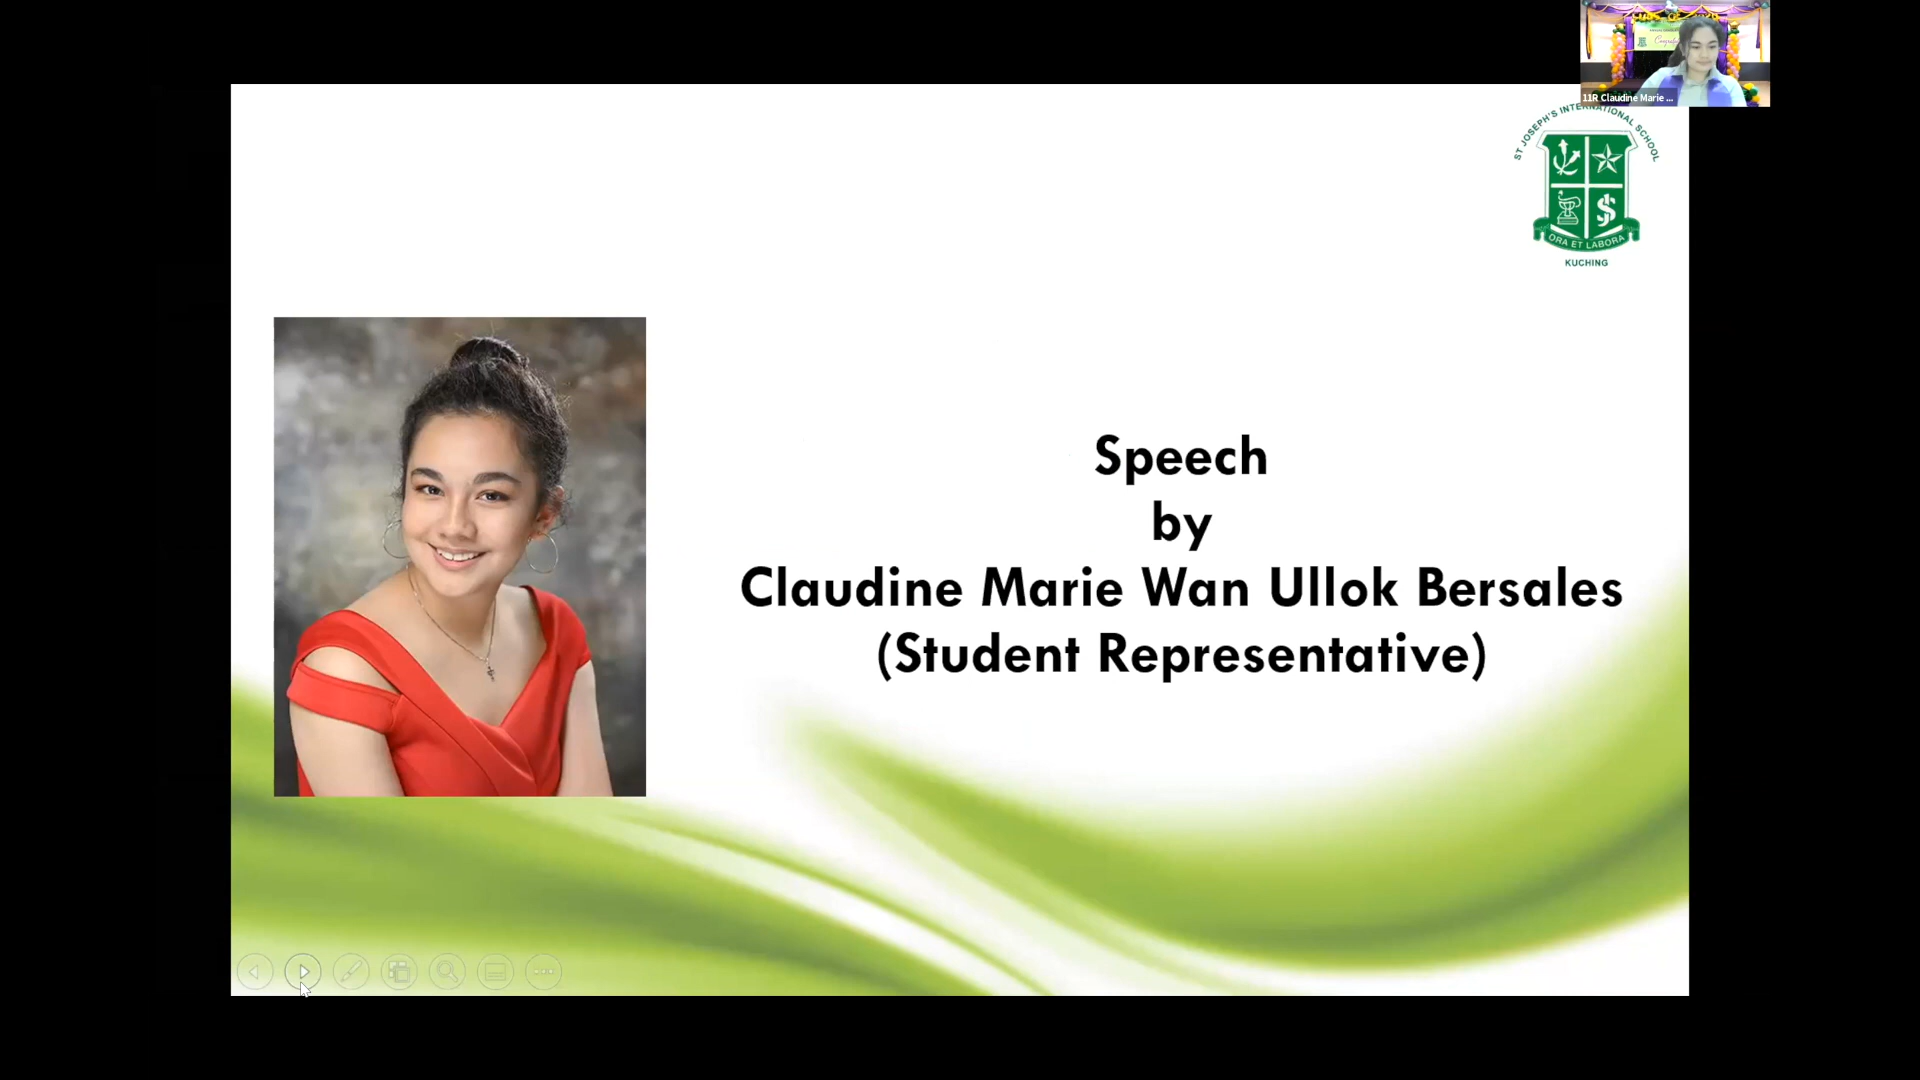 11R Claudine Marie ...
ST JOSEPH'S INTERNATIONAL SCHOOL
ORA ET LABORA
KUCHING
Speech
by
Claudine Marie Wan Ullok Bersales
(Student Representative)